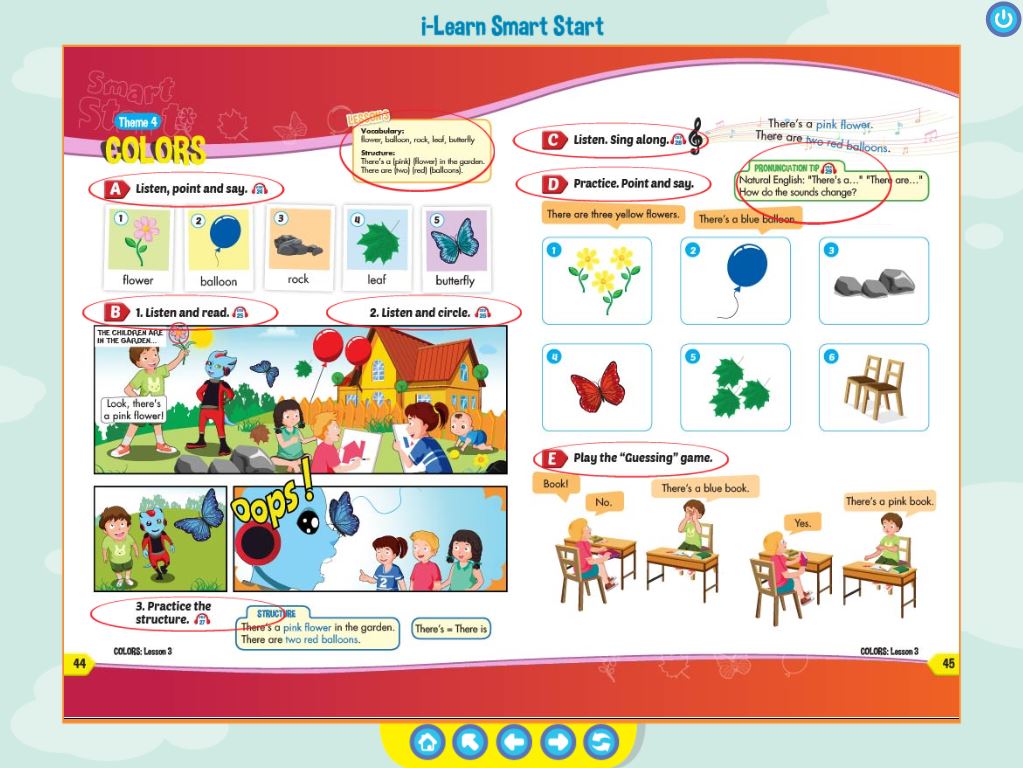 i-Learn Smart Start
Smart
Start
Theme 4
COLORS
LESSON 3
Vocabulary:
flower, balloon, rock, leaf, butterfly
Structure:
There's a (pink) (flower) in the garden.
There are (two) (red) (balloons).
A Listen, point and say.
1
flower
2
balloon
3
rock
4
leaf
5
butterfly
B 1. Listen and read.
2. Listen and circle.
THE CHILDREN ARE
IN THE GARDEN...
Look, there's
a pink flower!
Oops!
2
3. Practice the
structure.
STRUCTURE
There's a pink flower in the garden.
There are two red balloons.
There's = There is
COLORS: Lesson 3
44
C Listen. Sing along.
There's a pink flower.
There are two red balloons.
D Practice. Point and say.
PRONUNCIATION TIP
Natural English: "There's a..." "There are..."
How do the sounds change?
There are three yellow flowers.
There's a blue balloon.
1
2
3
4
5
6
E Play the "Guessing" game.
Book!
No.
There's a blue book.
Yes.
There's a pink book.
COLORS: Lesson 3
45